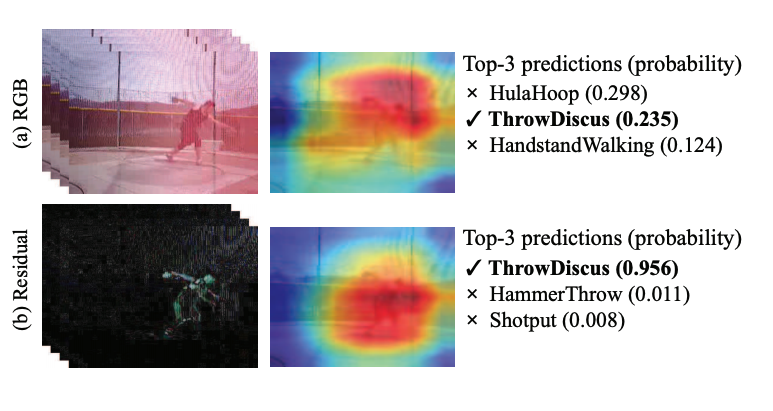 (a) RGB
Top-3 predictions (probability)
× HulaHoop (0.298)
✓ ThrowDiscus (0.235)
× HandstandWalking (0.124)
(b) Residual
Top-3 predictions (probability)
✓ ThrowDiscus (0.956)
× HammerThrow (0.011)
× Shotput (0.008)